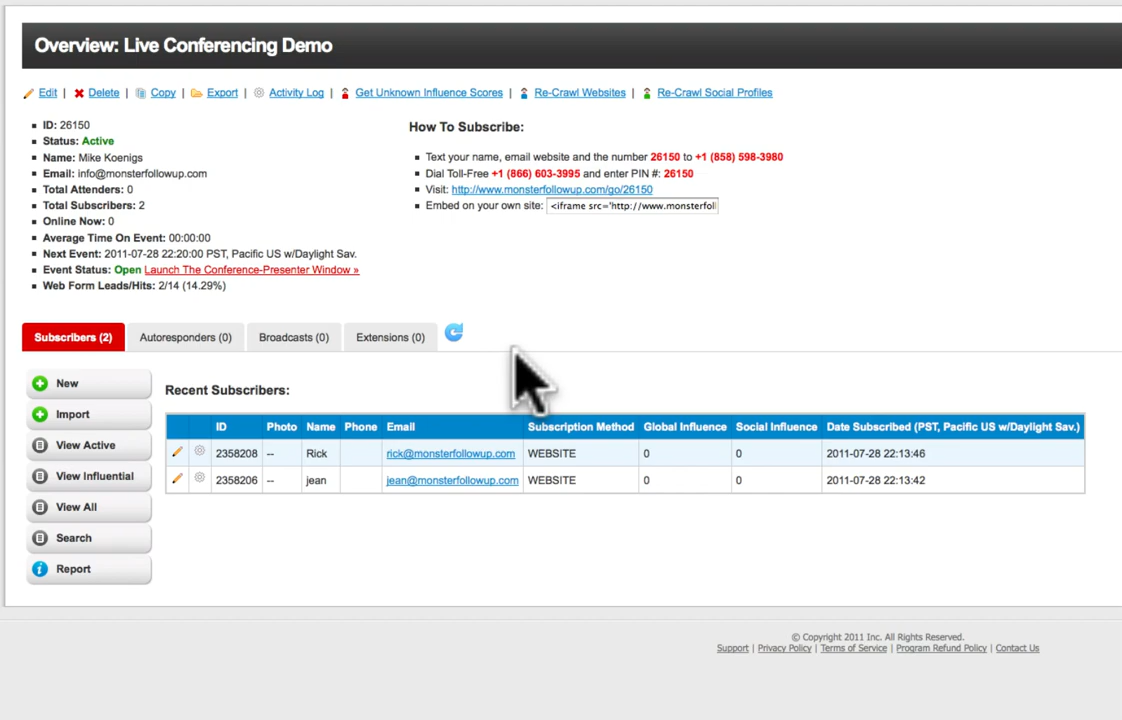 Overview: Live Conferencing Demo
Edit | Delete | Copy | Export Activity Log | Get Unknown Influence Scores | Re-Crawl Websites | Re-Crawl Social Profiles
ID: 26150
Status: Active
Name: Mike Koenigs
Email: info@monsterfollowup.com
Total Attenders: 0
Total Subscribers: 2
Online Now: 0
Average Time On Event: 00:00:00
Next Event: 2011-07-28 22:20:00 PST, Pacific US w/Daylight Sav.
Event Status: Open Launch The Conference-Presenter Window »
Web Form Leads/Hits: 2/14 (14.29%)
How To Subscribe:
Text your name, email website and the number 26150 to +1 (858) 598-3980
Dial Toll-Free +1 (866) 603-3995 and enter PIN #: 26150
Visit: http://www.monsterfollowup.com/go/26150
Embed on your own site: <iframe src='http://www.monsterfol
Subscribers (2) Autoresponders (0) Broadcasts (0) Extensions (0)
New
Import
View Active
View Influential
View All
Search
Report
Recent Subscribers:
ID Photo Name Phone Email Subscription Method Global Influence Social Influence Date Subscribed (PST, Pacific US w/Daylight Sav.)
2358208 -- Rick rick@monsterfollowup.com WEBSITE 0 0 2011-07-28 22:13:46
2358206 -- jean jean@monsterfollowup.com WEBSITE 0 0 2011-07-28 22:13:42
© Copyright 2011 Inc. All Rights Reserved.
Support | Privacy Policy | Terms of Service | Program Refund Policy | Contact Us